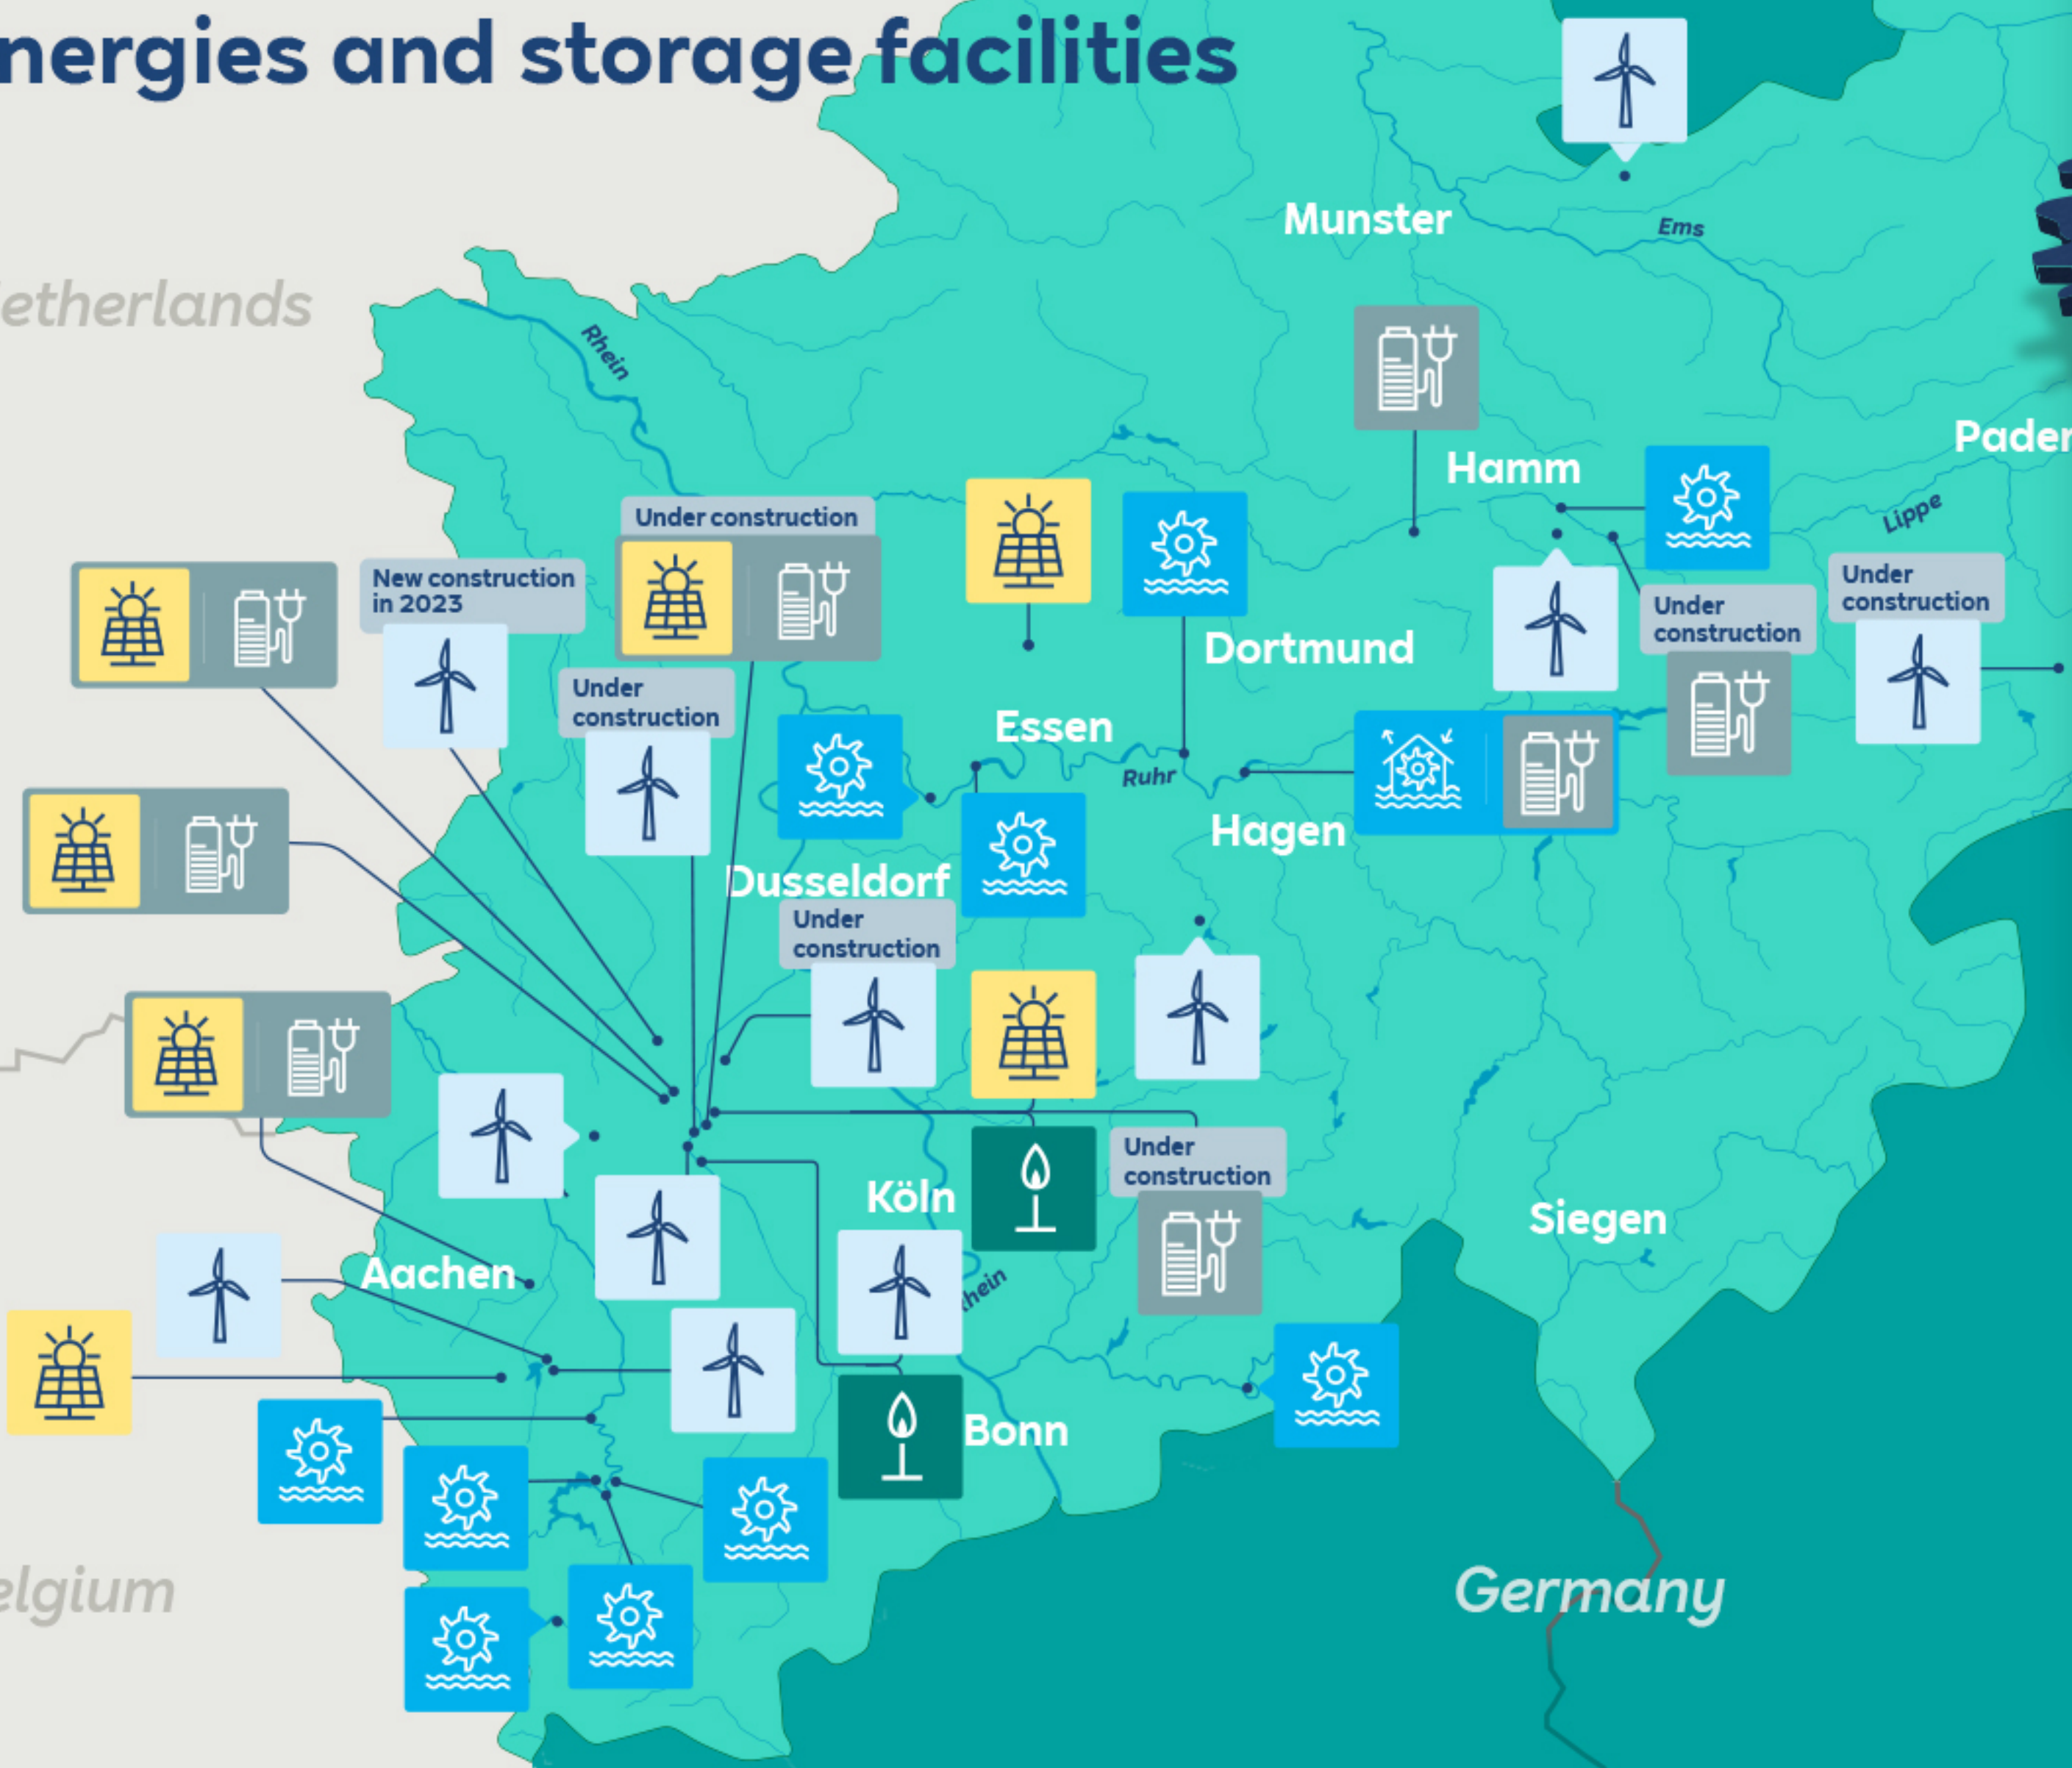 nergies and storage facilities
Munster
Ems
etherlands
Rhein
Pader
Hamm
Lippe
Under construction
New construction
in 2023
Under
construction
Under
construction
Dortmund
Under
construction
Essen
Ruhr
Hagen
Dusseldorf
Under
construction
Under
construction
Köln
Siegen
Aachen
hein
Bonn
elgium
Germany